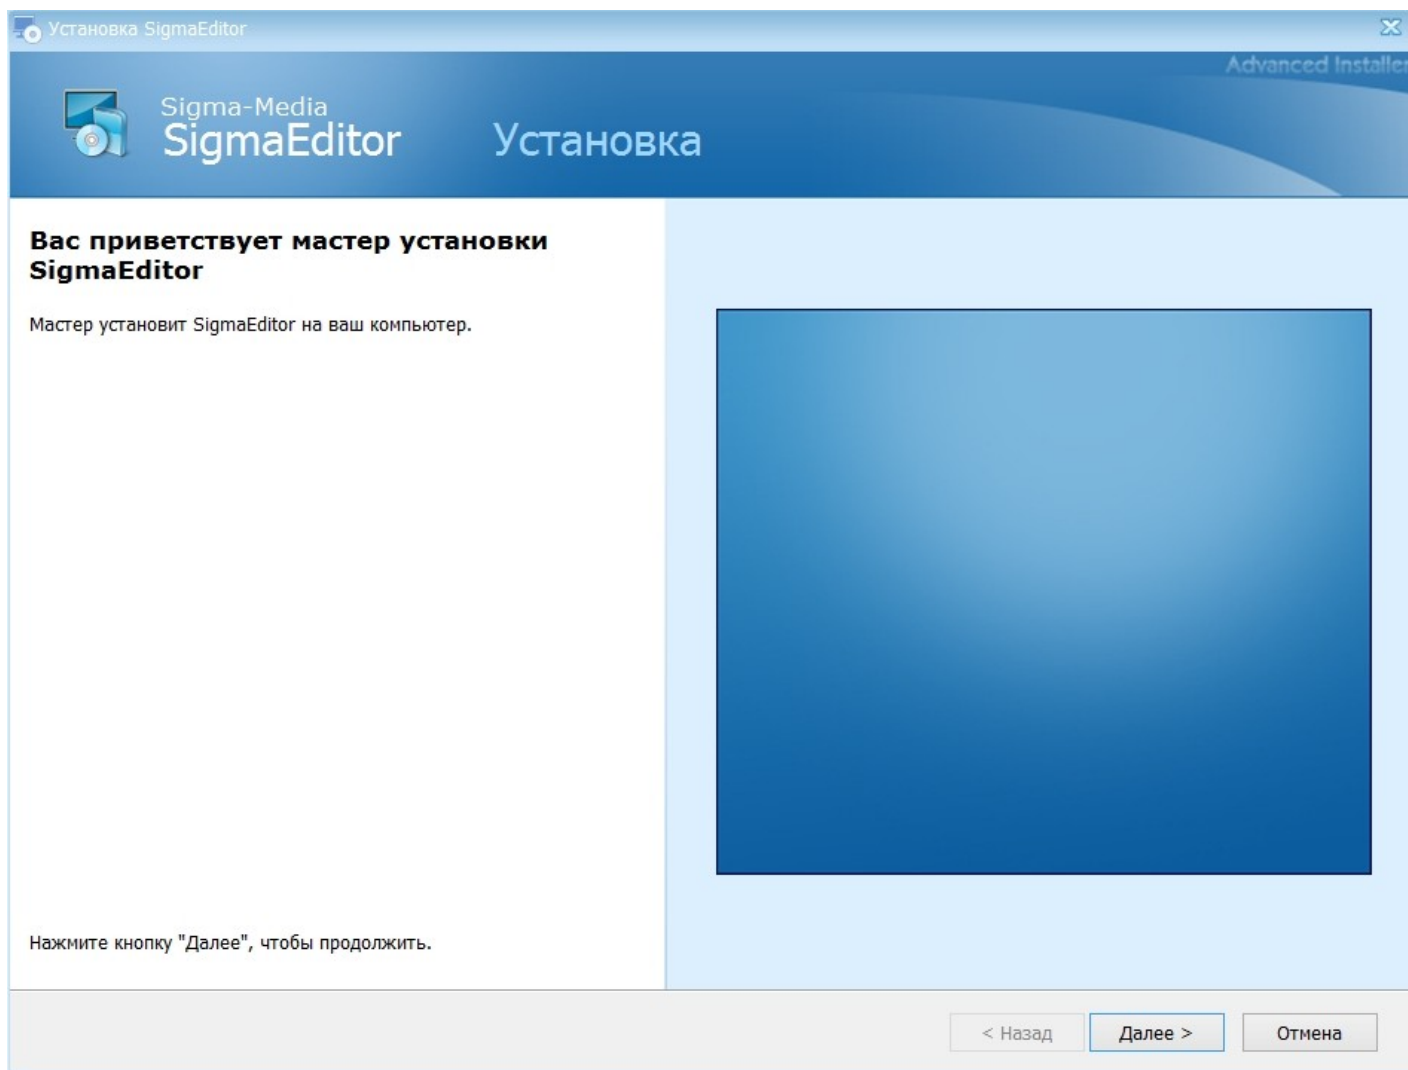 Установка SigmaEditor
Advanced Installer
Sigma-Media
SigmaEditor Установка
Вас приветствует мастер установки
SigmaEditor
Мастер установит SigmaEditor на ваш компьютер.
Нажмите кнопку "Далее", чтобы продолжить.
< Назад Далее > Отмена